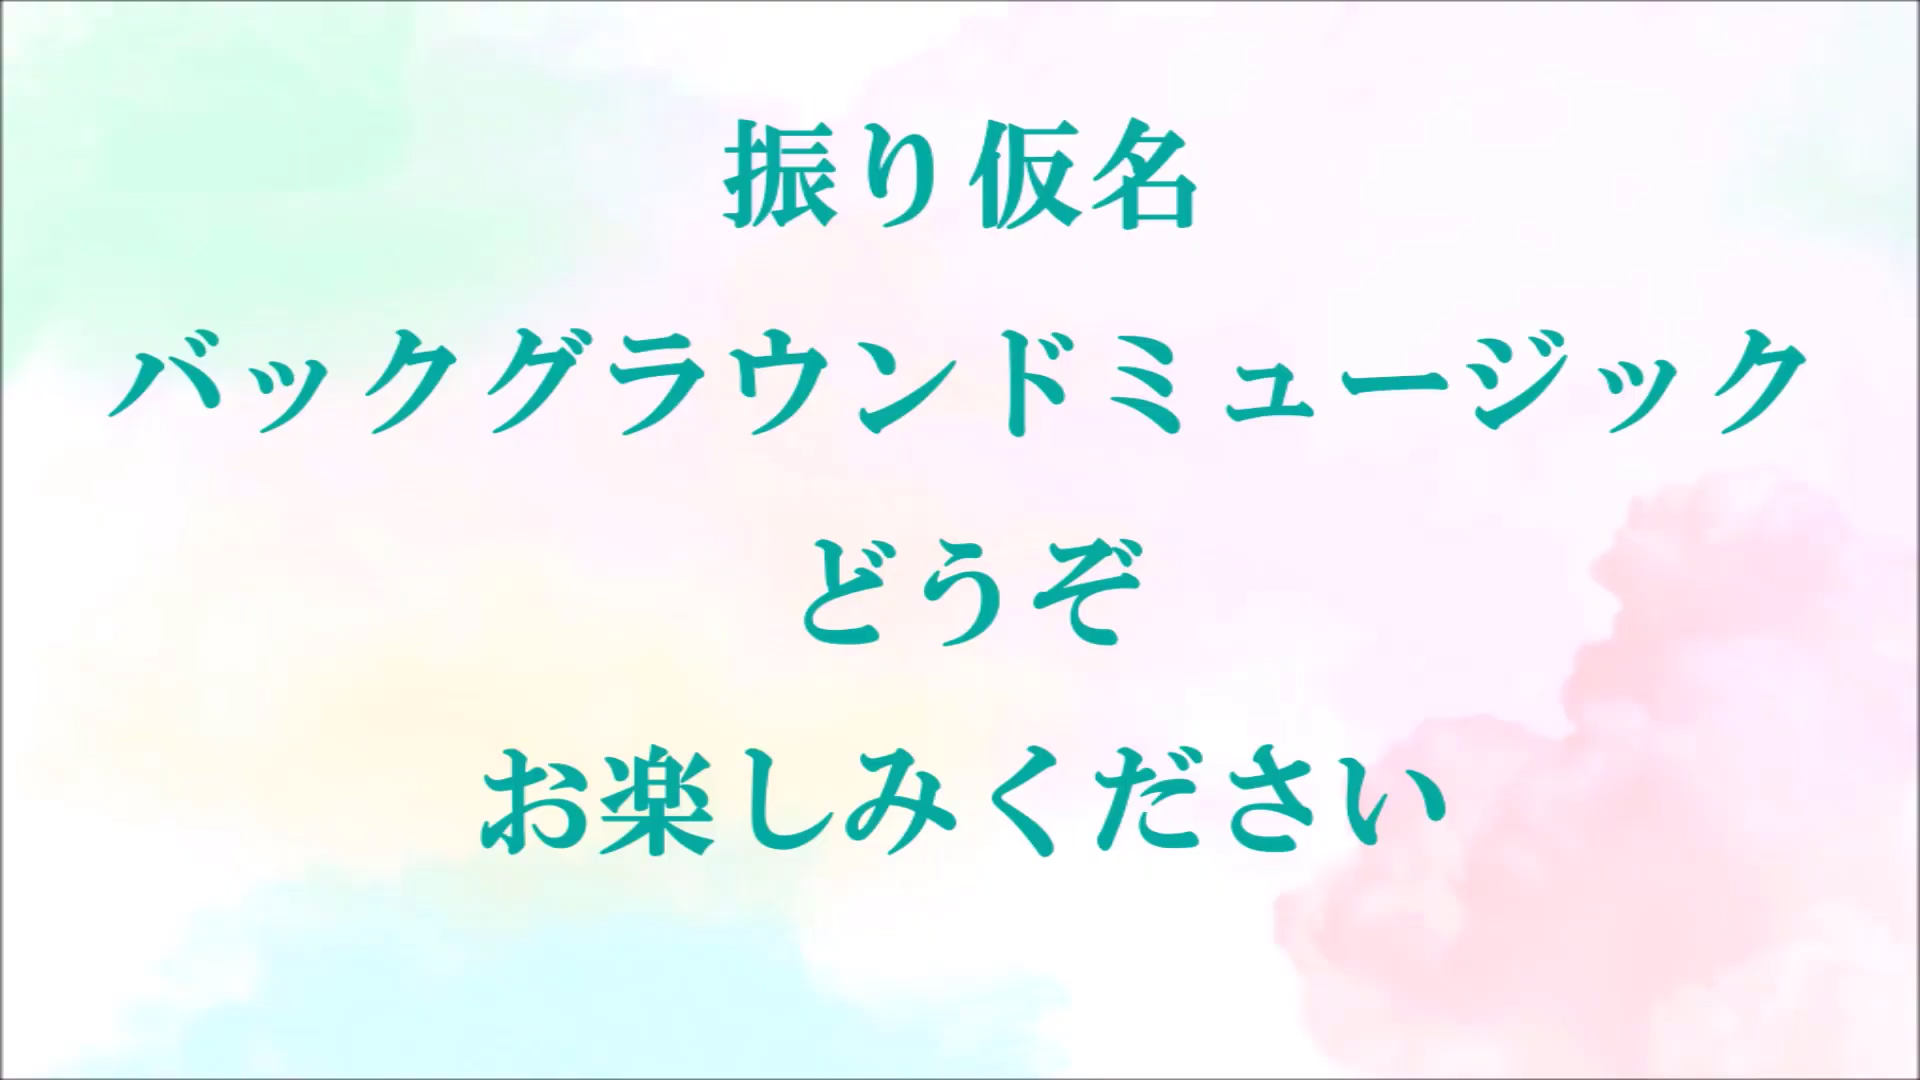 振り仮名
バックグラウンドミュージック
どうぞ
お楽しみください